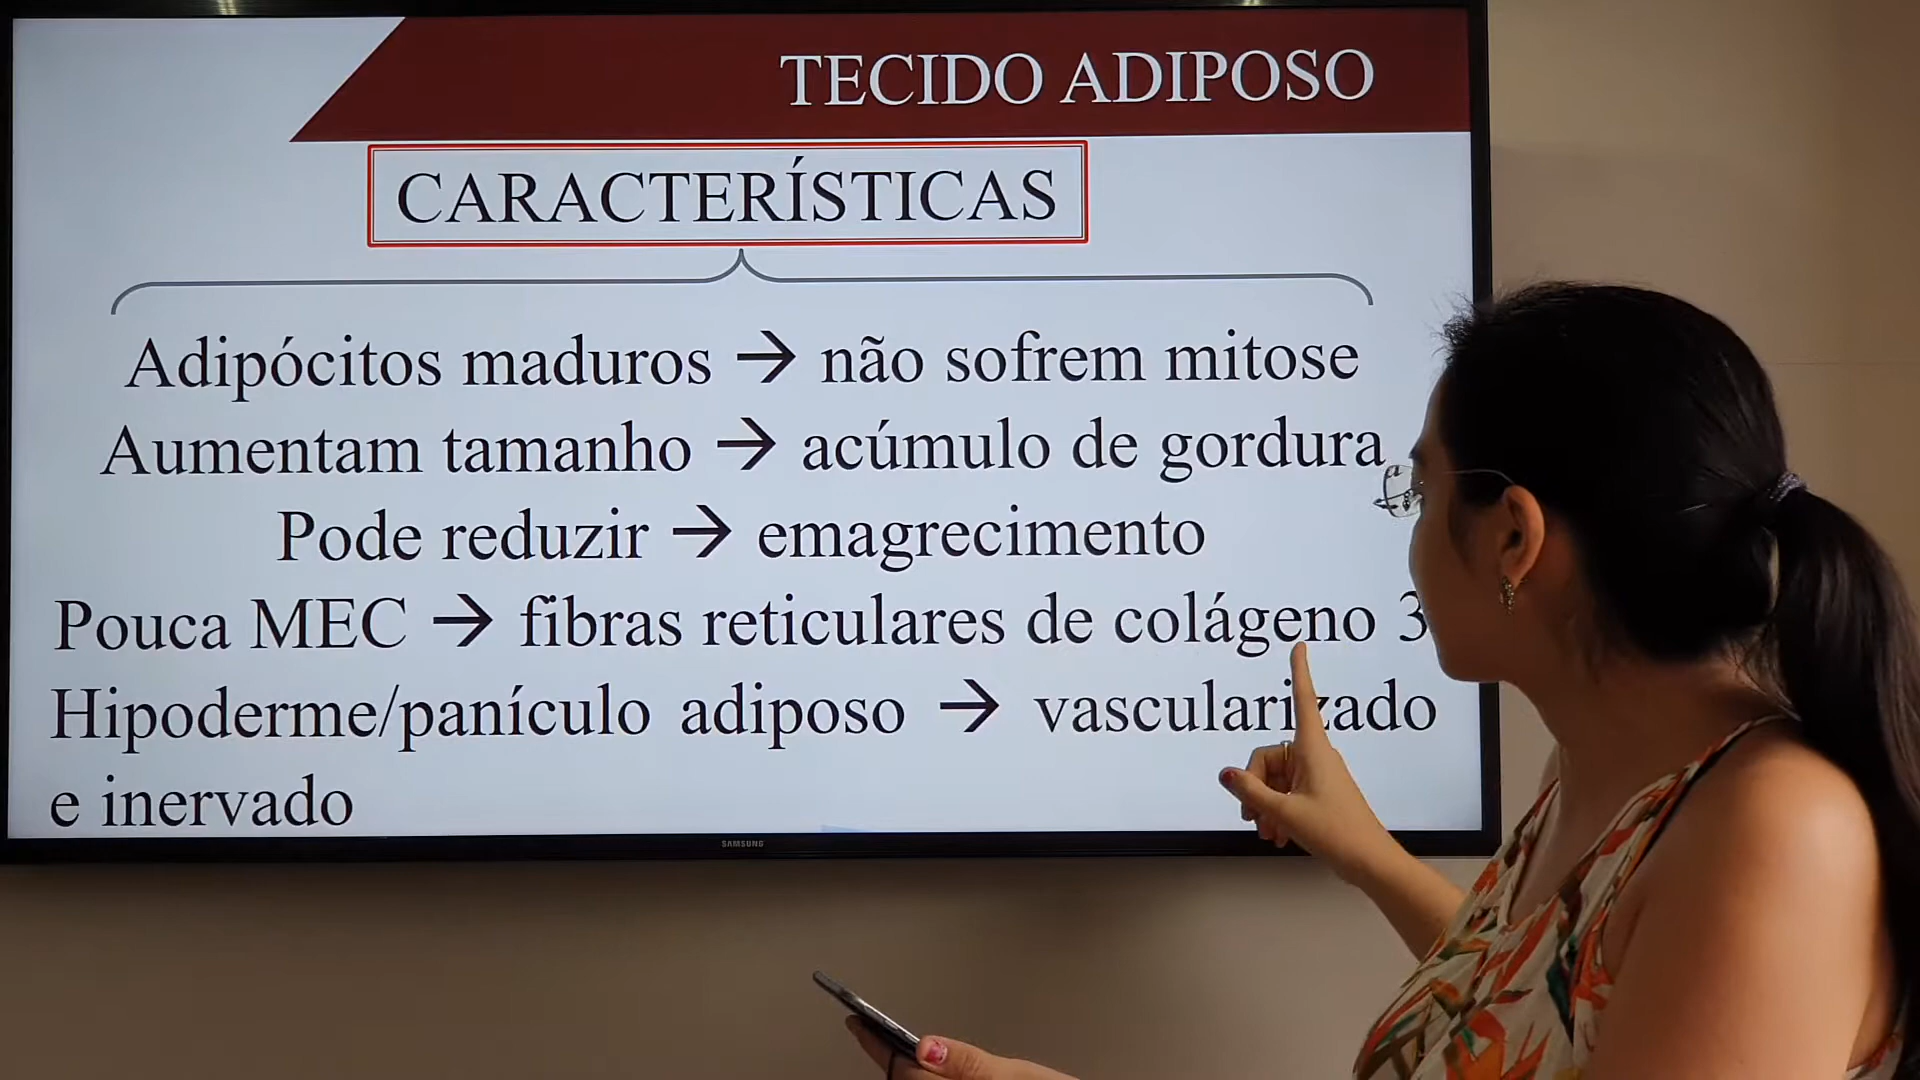 TECIDO ADIPOSO
CARACTERÍSTICAS
Adipócitos maduros → não sofrem mitose
Aumentam tamanho → acúmulo de gordura
Pode reduzir → emagrecimento
Pouca MEC → fibras reticulares de colágeno 3
Hipoderme/panículo adiposo → vascularizado
e inervado
SAMSUNG